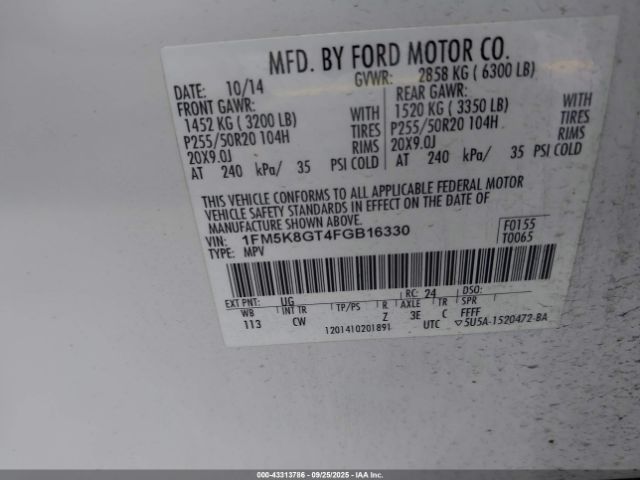 MFD. BY FORD MOTOR CO.
DATE: 10/14 GVWR: 2858 KG ( 6300 LB)
FRONT GAWR: REAR GAWR:
1452 KG ( 3200 LB) WITH 1520 KG ( 3350 LB) WITH
P255/50R20 104H TIRES P255/50R20 104H TIRES
20X9.0J RIMS 20X9.0J RIMS
AT 240 kPa/ 35 PSI COLD AT 240 kPa/ 35 PSI COLD
THIS VEHICLE CONFORMS TO ALL APPLICABLE FEDERAL MOTOR
VEHICLE SAFETY STANDARDS IN EFFECT ON THE DATE OF
MANUFACTURE SHOWN ABOVE.
VIN: 1FM5K8GT4FGB16330 F0155
TYPE: MPV T0065
EXT PNT: UG RC: 24 DSO:
WB INT TR TP/PS R AXLE TR SPR
113 CW Z 3E C FFFF
1201410201891 UTC ▽5U5A-1520472-BA
000-43313786 - 09/25/2025 - Copyright IAA, LLC